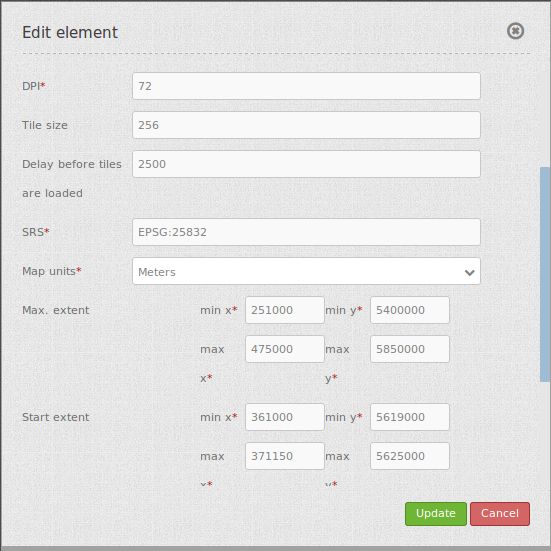 Edit element
DPI* 72
Tile size 256
Delay before tiles 2500
are loaded
SRS* EPSG:25832
Map units* Meters
Max. extent min x* 251000 min y* 5400000
max 475000 max 5850000
x* y*
Start extent min x* 361000 min y* 5619000
max 371150 max 5625000
x* y*
Update Cancel